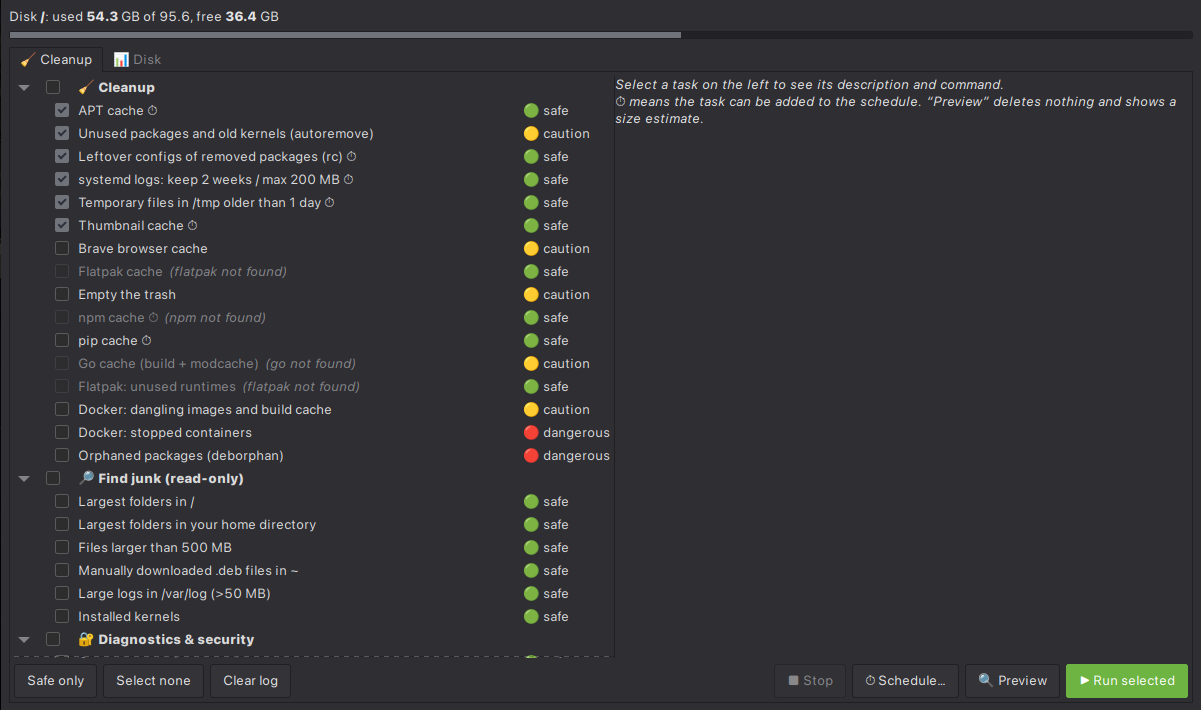 Disk /: used 54.3 GB of 95.6, free 36.4 GB
Cleanup
Disk
Cleanup
APT cache ⏱ safe
Unused packages and old kernels (autoremove) caution
Leftover configs of removed packages (rc) ⏱ safe
systemd logs: keep 2 weeks / max 200 MB ⏱ safe
Temporary files in /tmp older than 1 day ⏱ safe
Thumbnail cache ⏱ safe
Brave browser cache caution
Flatpak cache (flatpak not found) safe
Empty the trash caution
npm cache ⏱ (npm not found) safe
pip cache ⏱ safe
Go cache (build + modcache) (go not found) caution
Flatpak: unused runtimes (flatpak not found) safe
Docker: dangling images and build cache caution
Docker: stopped containers dangerous
Orphaned packages (deborphan) dangerous
Find junk (read-only)
Largest folders in / safe
Largest folders in your home directory safe
Files larger than 500 MB safe
Manually downloaded .deb files in ~ safe
Large logs in /var/log (>50 MB) safe
Installed kernels safe
Diagnostics & security
Select a task on the left to see its description and command.
⏱ means the task can be added to the schedule. “Preview” deletes nothing and shows a
size estimate.
Safe only
Select none
Clear log
Stop
⏱ Schedule…
Preview
Run selected